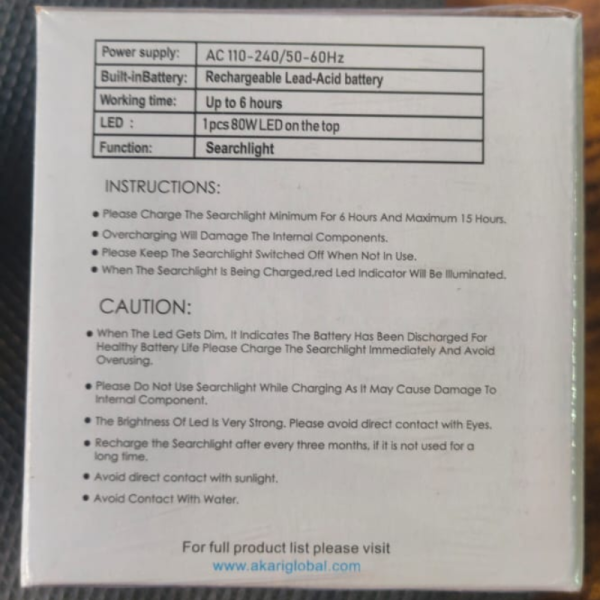 Power supply: AC 110-240/50-60Hz
Built-inBattery: Rechargeable Lead-Acid battery
Working time: Up to 6 hours
LED : 1pcs 80W LED on the top
Function: Searchlight
INSTRUCTIONS:
• Please Charge The Searchlight Minimum For 6 Hours And Maximum 15 Hours.
• Overcharging Will Damage The Internal Components.
• Please Keep The Searchlight Switched Off When Not In Use.
• When The Searchlight Is Being Charged,red Led Indicator Will Be Illuminated.
CAUTION:
• When The Led Gets Dim, It Indicates The Battery Has Been Discharged For
Healthy Battery Life Please Charge The Searchlight Immediately And Avoid
Overusing.
• Please Do Not Use Searchlight While Charging As It May Cause Damage To
Internal Component.
• The Brightness Of Led Is Very Strong. Please avoid direct contact with Eyes.
• Recharge the Searchlight after every three months, if it is not used for a
long time.
• Avoid direct contact with sunlight.
• Avoid Contact With Water.
For full product list please visit
www.akariglobal.com